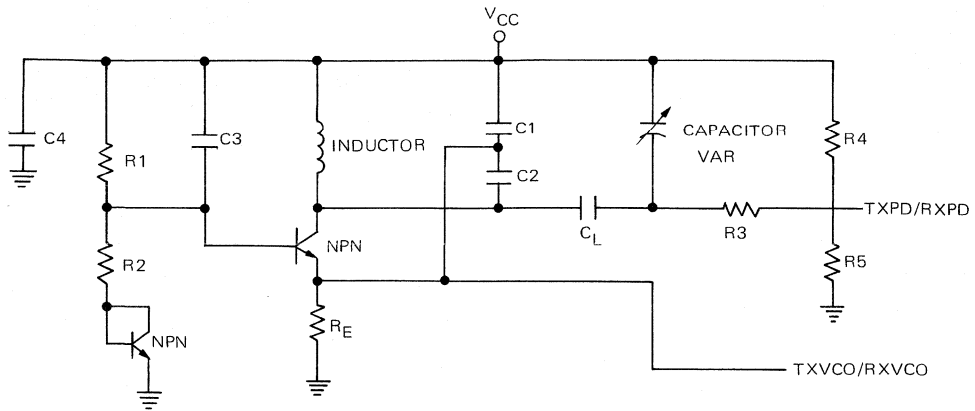 VCC
C4
R1
C3
INDUCTOR
C1
C2
CAPACITOR
VAR
R4
TXPD/RXPD
R2
NPN
CL
R3
R5
NPN
RE
TXVCO/RXVCO